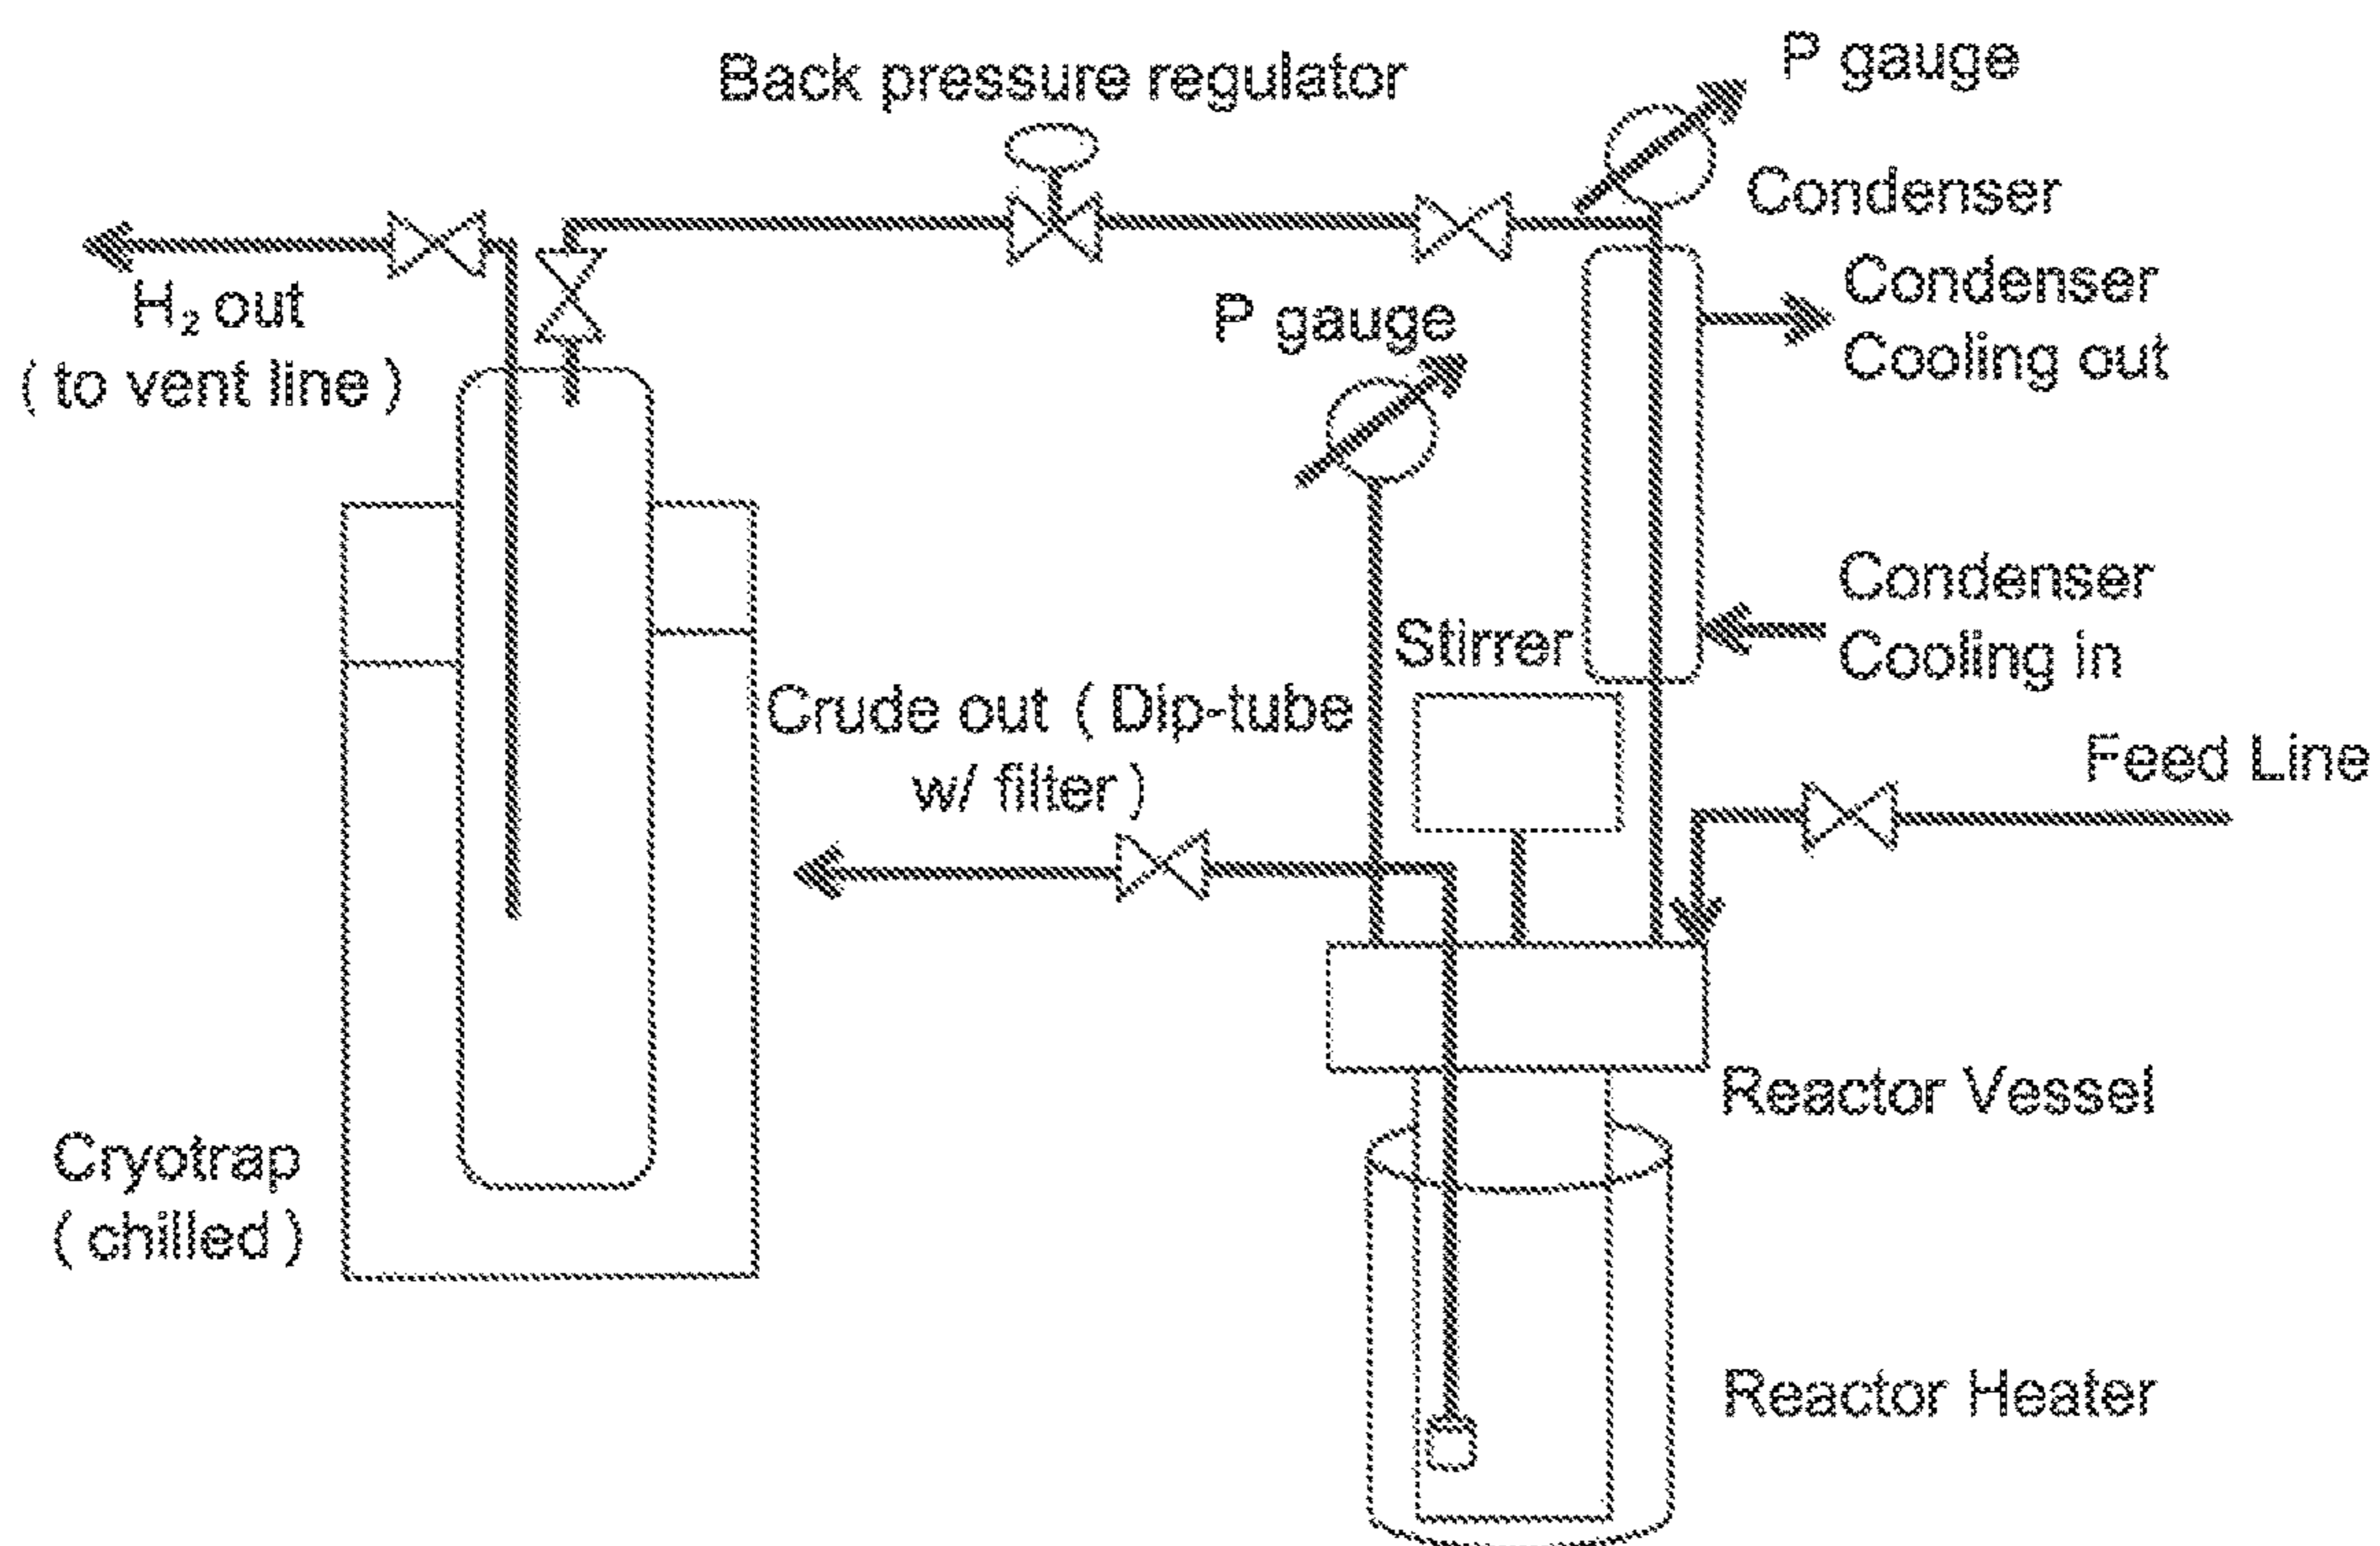 P gauge
Back pressure regulator
Condenser
H₂ out
( to vent line )
P gauge
Condenser
Cooling out
Condenser
Cooling in
Stirrer
Crude out ( Dip-tube
w/ filter )
Feed Line
Reactor Vessel
Cryotrap
( chilled )
Reactor Heater